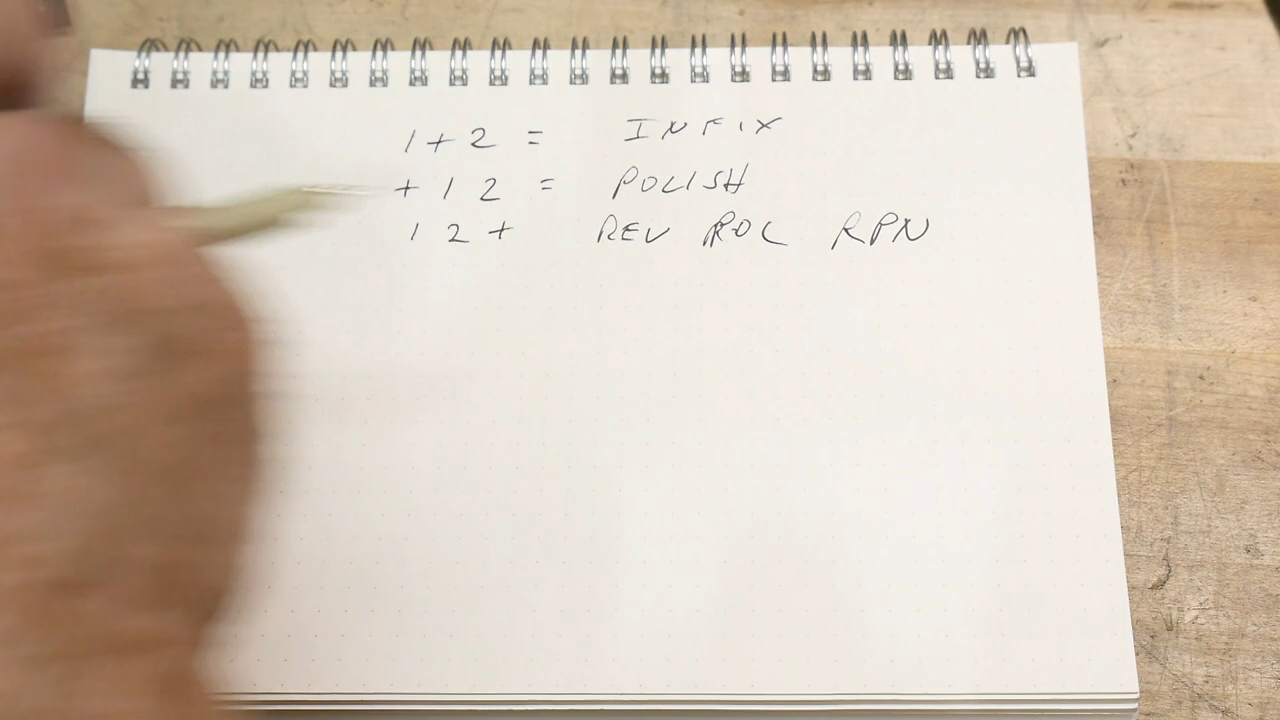 1 + 2 = INFIX
+ 1 2 = POLISH
1 2 + REV POL RPN